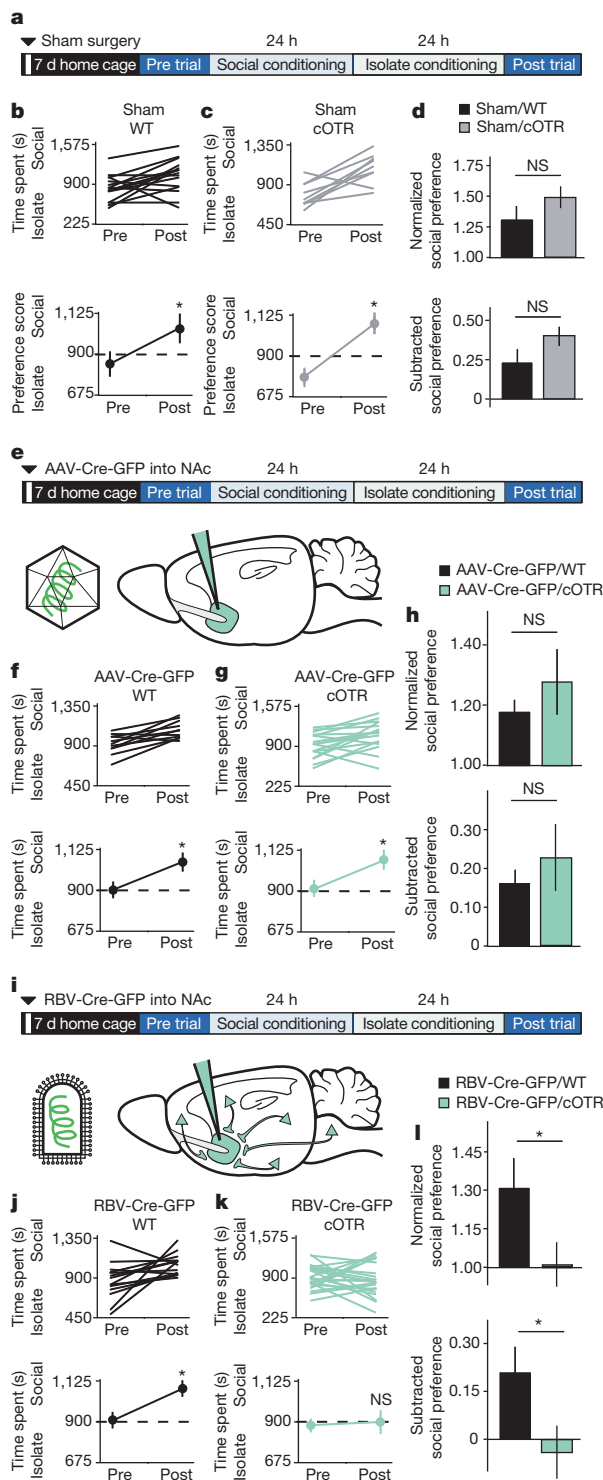 a
Sham surgery 24 h 24 h
7 d home cage Pre trial Social conditioning Isolate conditioning Post trial
b Sham WT
Time spent (s)
Isolate Social
1,575
900
225
Pre Post
Preference score
Isolate Social
1,125
900
675
*
Pre Post
c Sham cOTR
Time spent (s)
Isolate Social
1,350
900
450
Pre Post
Preference score
Isolate Social
1,125
900
675
*
Pre Post
d
Sham/WT
Sham/cOTR
Normalized
social preference
1.75
1.50
1.25
1.00
NS
Subtracted
social preference
0.50
0.25
0
NS
e
AAV-Cre-GFP into NAc 24 h 24 h
7 d home cage Pre trial Social conditioning Isolate conditioning Post trial
f AAV-Cre-GFP
WT
Time spent (s)
Isolate Social
1,350
900
450
Pre Post
Time spent (s)
Isolate Social
1,125
900
675
*
Pre Post
g AAV-Cre-GFP
cOTR
Time spent (s)
Isolate Social
1,575
900
225
Pre Post
Time spent (s)
Isolate Social
1,125
900
675
*
Pre Post
AAV-Cre-GFP/WT
AAV-Cre-GFP/cOTR
h
Normalized
social preference
1.40
1.20
1.00
NS
Subtracted
social preference
0.30
0.20
0.10
0
NS
i
RBV-Cre-GFP into NAc 24 h 24 h
7 d home cage Pre trial Social conditioning Isolate conditioning Post trial
j RBV-Cre-GFP
WT
Time spent (s)
Isolate Social
1,350
900
450
Pre Post
Time spent (s)
Isolate Social
1,125
900
675
*
Pre Post
k RBV-Cre-GFP
cOTR
Time spent (s)
Isolate Social
1,575
900
225
Pre Post
Time spent (s)
Isolate Social
1,125
900
675
NS
Pre Post
RBV-Cre-GFP/WT
RBV-Cre-GFP/cOTR
l
Normalized
social preference
1.45
1.30
1.15
1.00
*
Subtracted
social preference
0.30
0.15
0
*